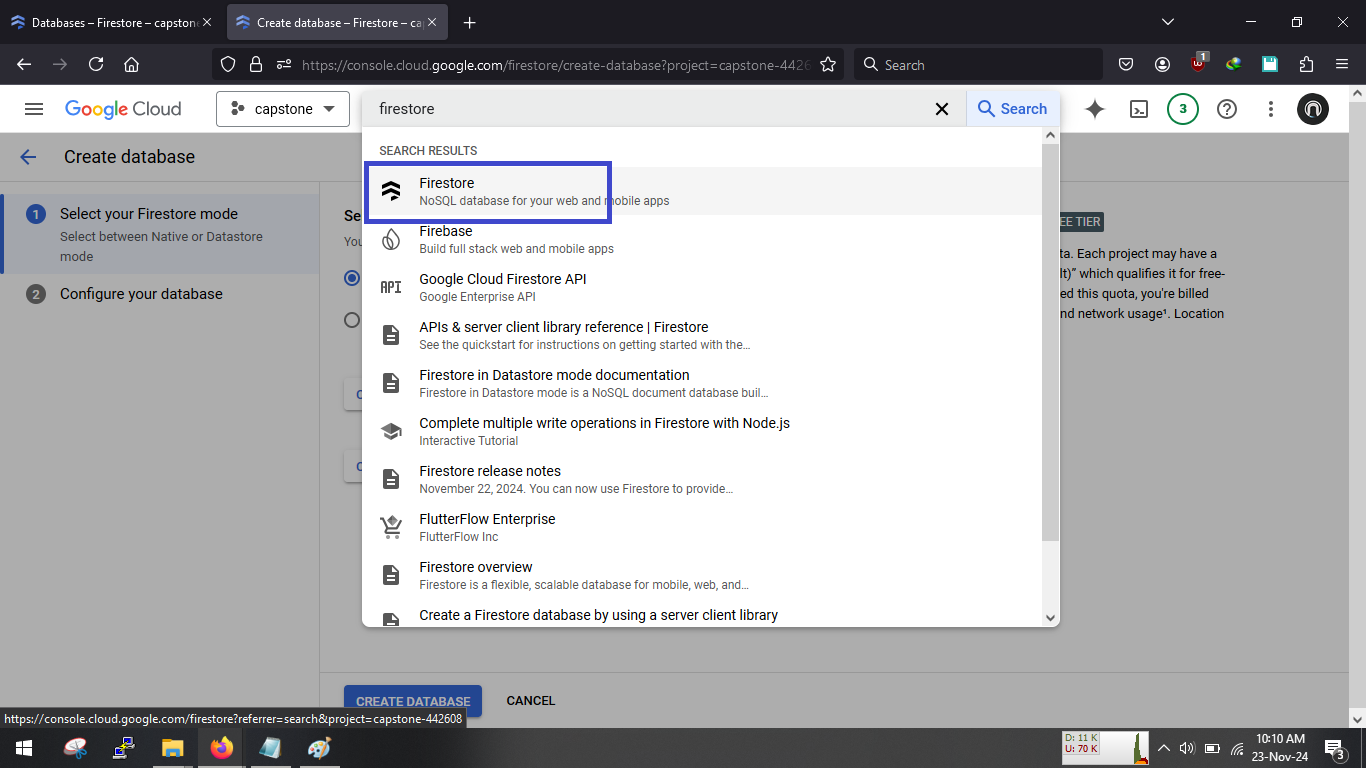 Databases – Firestore – capstone
Create database – Firestore – ca
https://console.cloud.google.com/firestore/create-database?project=capstone-4426
Search
1
Google Cloud
capstone
firestore
Search
3
Create database
SEARCH RESULTS
Firestore
NoSQL database for your web and mobile apps
Firebase
Build full stack web and mobile apps
API
Google Cloud Firestore API
Google Enterprise API
APIs & server client library reference | Firestore
See the quickstart for instructions on getting started with the…
Firestore in Datastore mode documentation
Firestore in Datastore mode is a NoSQL document database buil…
Complete multiple write operations in Firestore with Node.js
Interactive Tutorial
Firestore release notes
November 22, 2024. You can now use Firestore to provide…
FlutterFlow Enterprise
FlutterFlow Inc
Firestore overview
Firestore is a flexible, scalable database for mobile, web, and…
Create a Firestore database by using a server client library
1
Select your Firestore mode
Select between Native or Datastore
mode
2
Configure your database
Se
You
EE TIER
ta. Each project may have a
lt)” which qualifies it for free-
ed this quota, you're billed
nd network usage¹. Location
CREATE DATABASE
CANCEL
https://console.cloud.google.com/firestore?referrer=search&project=capstone-442608
D: 11 K
U: 70 K
10:10 AM
23-Nov-24
3